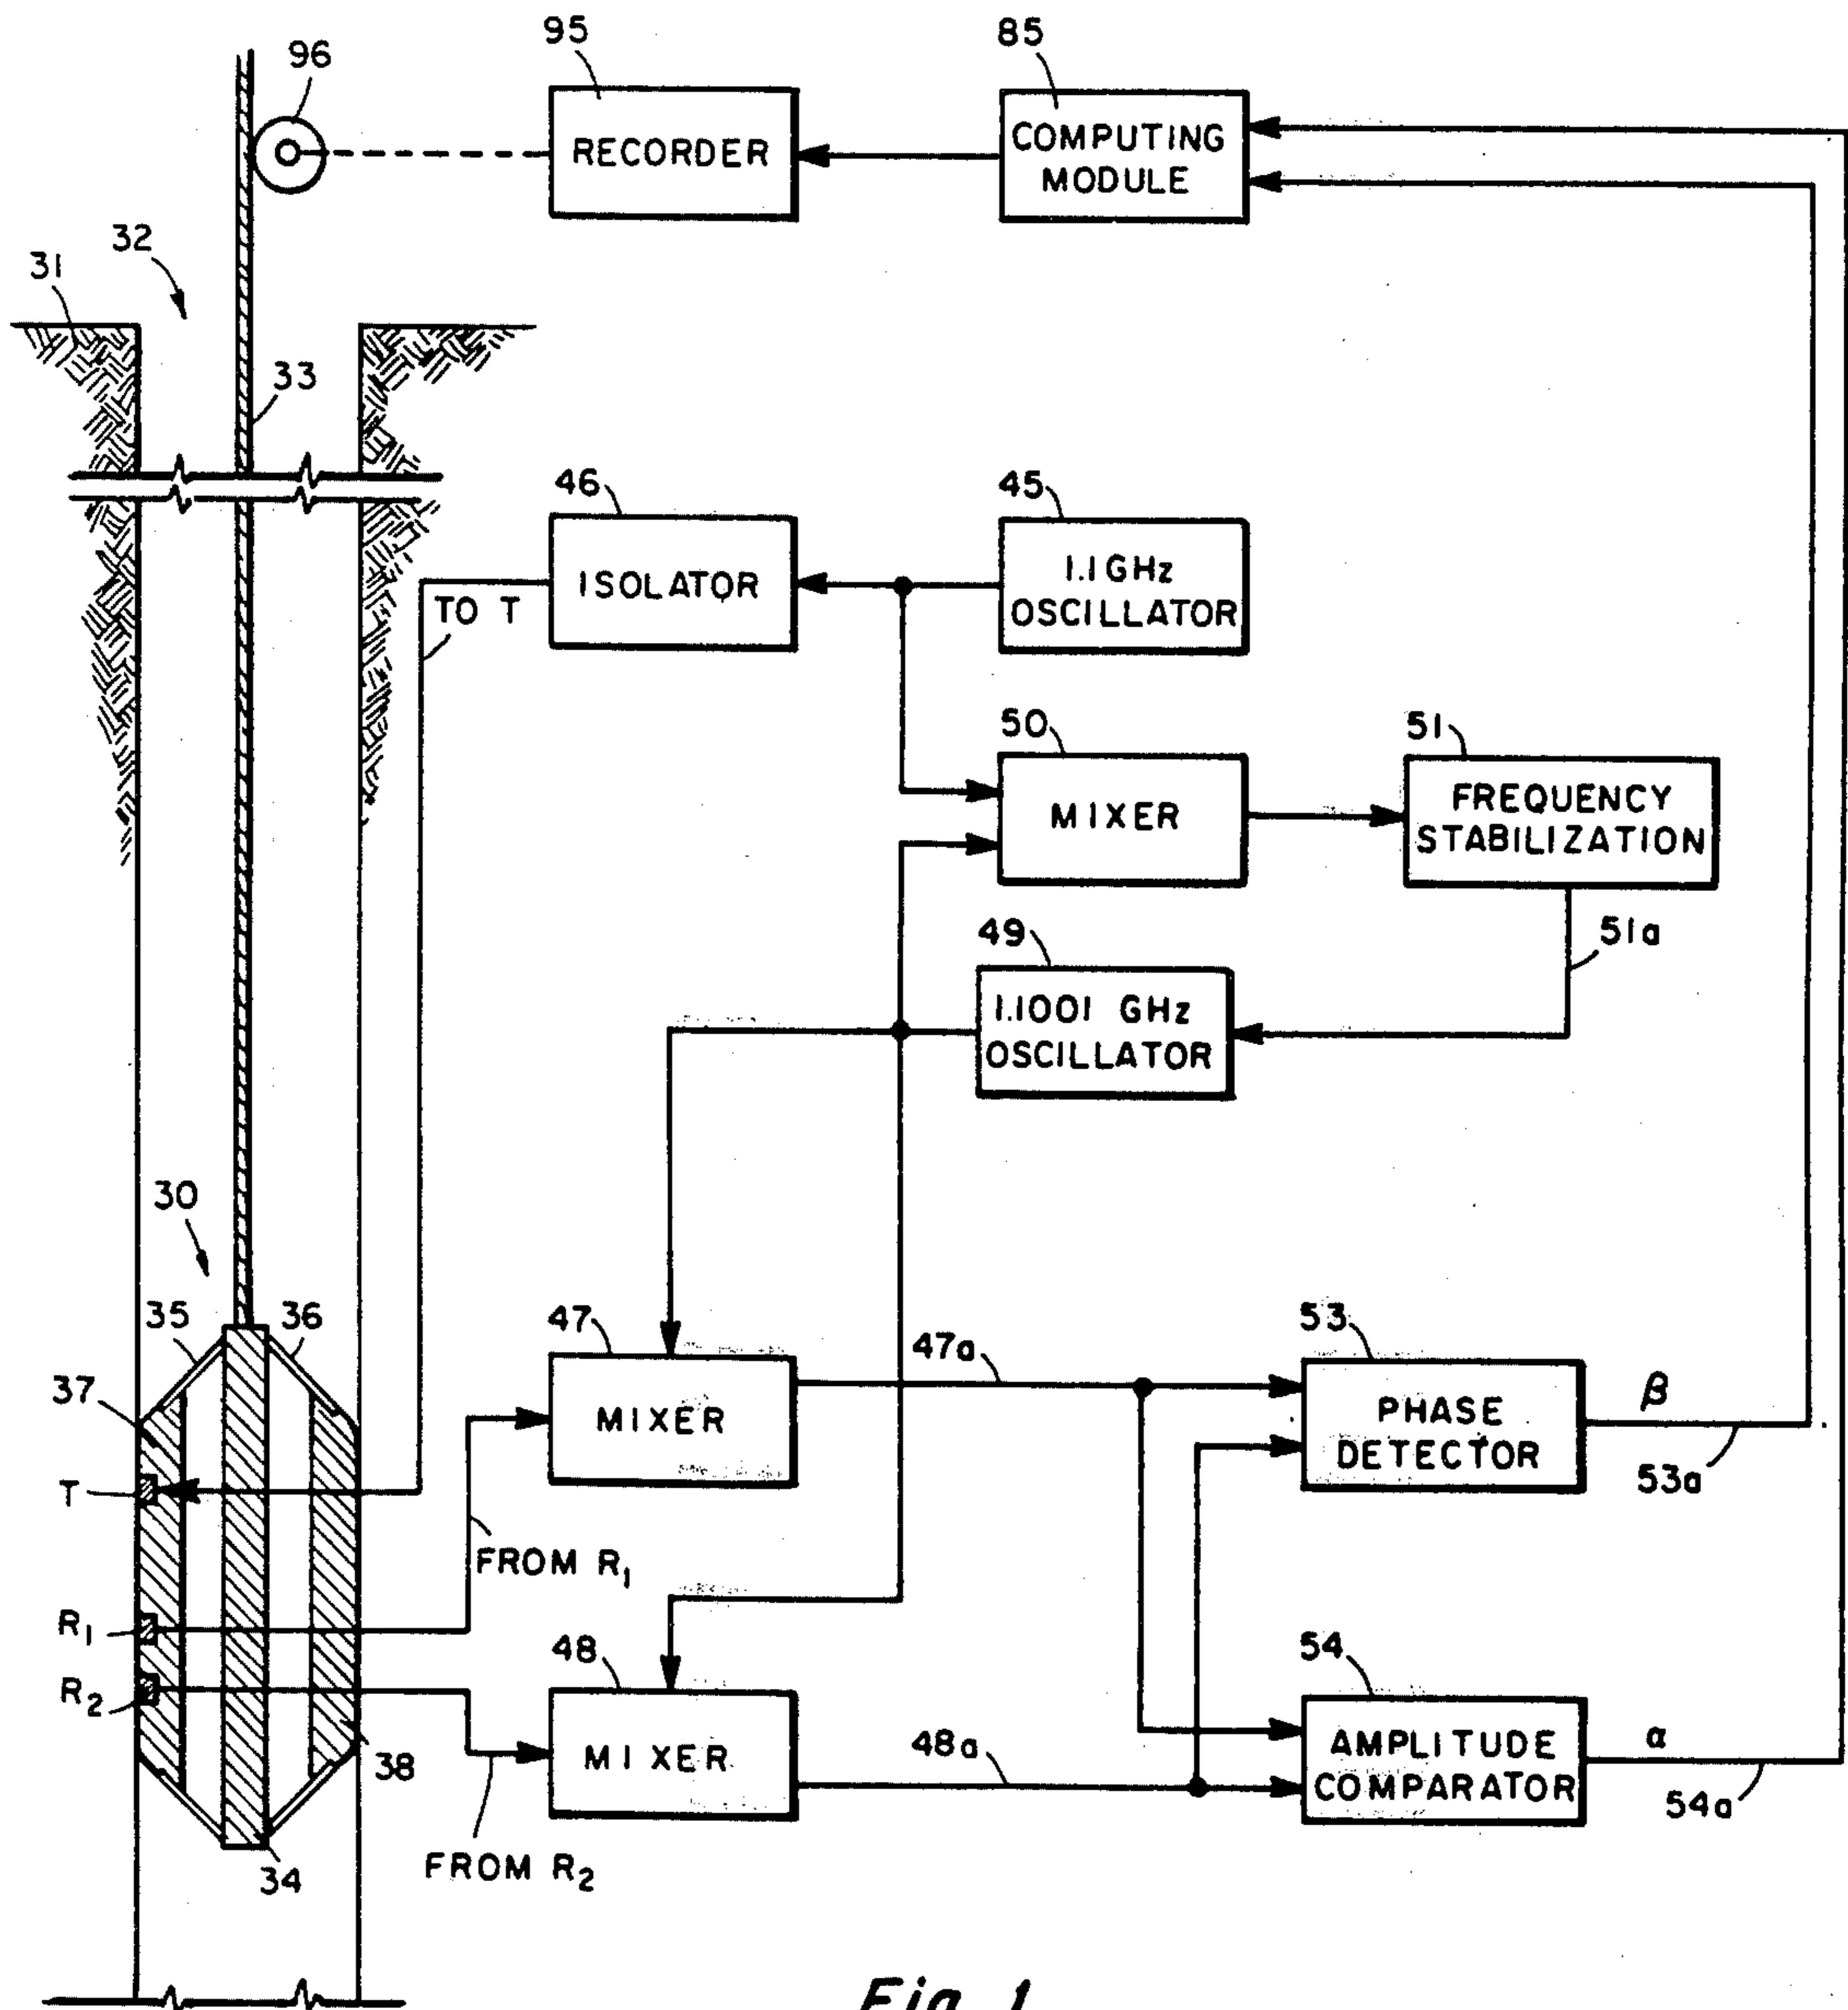 96
95
85
RECORDER
COMPUTING
MODULE
32
31
33
46
45
ISOLATOR
1.1GHz
OSCILLATOR
TO T
50
51
MIXER
FREQUENCY
STABILIZATION
49
51a
1.1001 GHz
OSCILLATOR
30
35
36
47
47a
53
37
MIXER
PHASE
DETECTOR
β
53a
T
FROM R1
R1
48
54
R2
38
MIXER
48a
AMPLITUDE
COMPARATOR
α
54a
34
FROM R2
Fig. 1